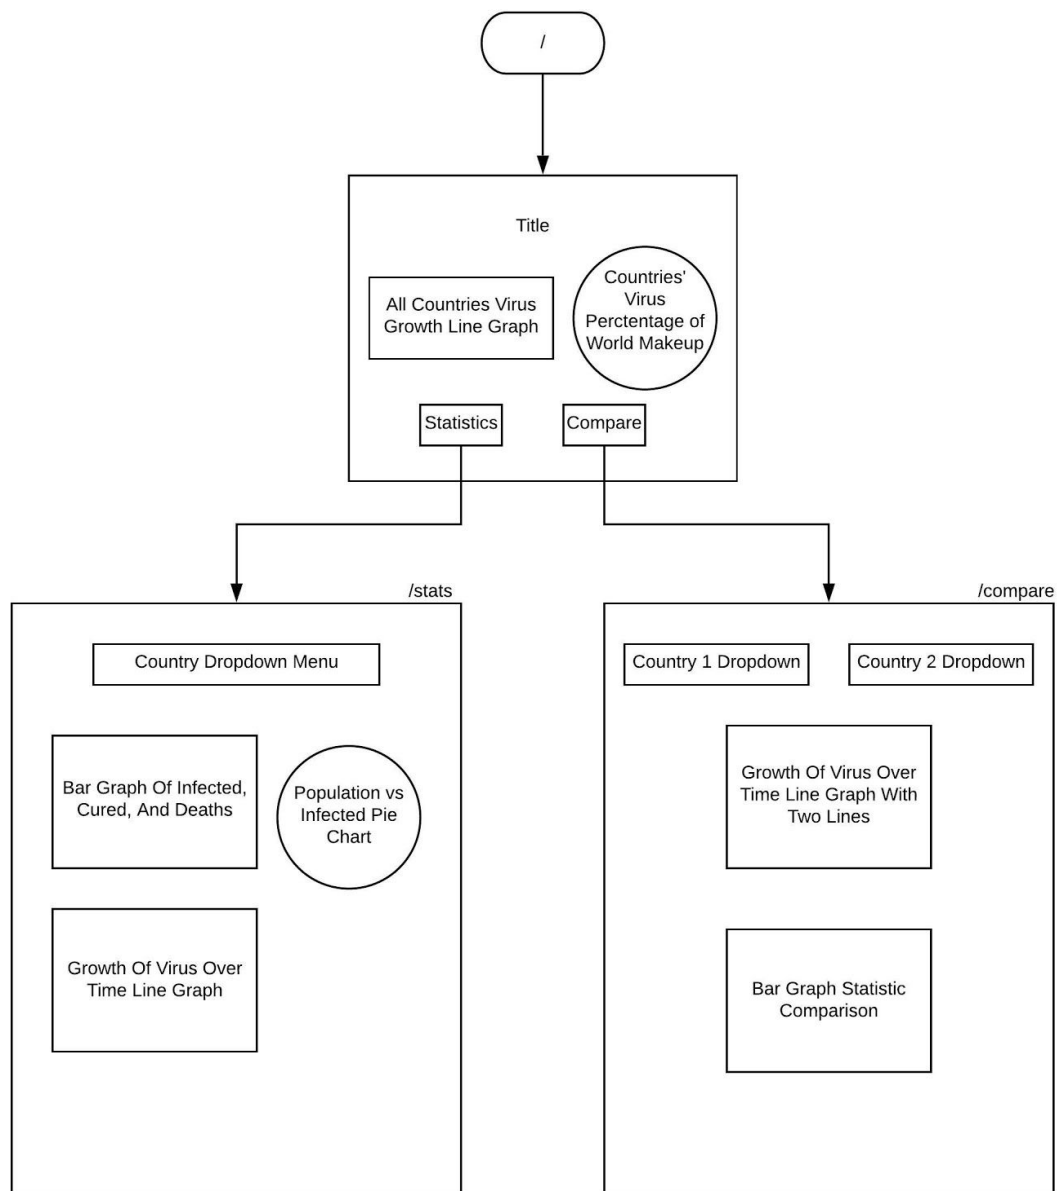 /
Title
All Countries Virus
Growth Line Graph
Countries'
Virus
Perctentage of
World Makeup
Statistics
Compare
/stats
Country Dropdown Menu
Bar Graph Of Infected,
Cured, And Deaths
Population vs
Infected Pie
Chart
Growth Of Virus Over
Time Line Graph
/compare
Country 1 Dropdown
Country 2 Dropdown
Growth Of Virus Over
Time Line Graph With
Two Lines
Bar Graph Statistic
Comparison